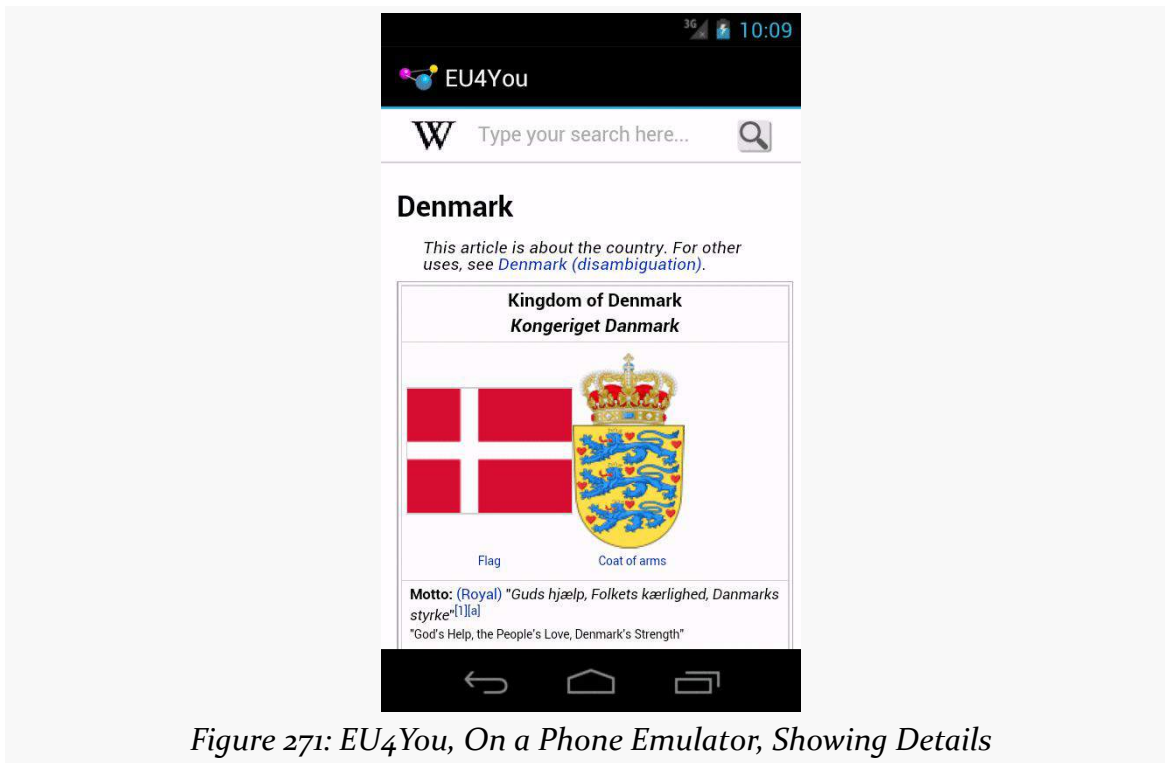 3G 10:09
EU4You
W Type your search here...
Denmark
This article is about the country. For other
uses, see Denmark (disambiguation).
Kingdom of Denmark
Kongeriget Danmark
Flag Coat of arms
Motto: (Royal) "Guds hjælp, Folkets kærlighed, Danmarks
styrke"[1][a]
"God's Help, the People's Love, Denmark's Strength"
Figure 271: EU4You, On a Phone Emulator, Showing Details